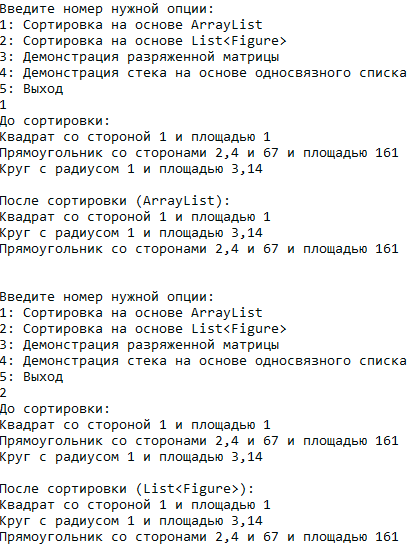 Введите номер нужной опции:
1: Сортировка на основе ArrayList
2: Сортировка на основе List<Figure>
3: Демонстрация разряженной матрицы
4: Демонстрация стека на основе односвязного списка
5: Выход
1
До сортировки:
Квадрат со стороной 1 и площадью 1
Прямоугольник со сторонами 2,4 и 67 и площадью 161
Круг с радиусом 1 и площадью 3,14

После сортировки (ArrayList):
Квадрат со стороной 1 и площадью 1
Круг с радиусом 1 и площадью 3,14
Прямоугольник со сторонами 2,4 и 67 и площадью 161

Введите номер нужной опции:
1: Сортировка на основе ArrayList
2: Сортировка на основе List<Figure>
3: Демонстрация разряженной матрицы
4: Демонстрация стека на основе односвязного списка
5: Выход
2
До сортировки:
Квадрат со стороной 1 и площадью 1
Прямоугольник со сторонами 2,4 и 67 и площадью 161
Круг с радиусом 1 и площадью 3,14

После сортировки (List<Figure>):
Квадрат со стороной 1 и площадью 1
Круг с радиусом 1 и площадью 3,14
Прямоугольник со сторонами 2,4 и 67 и площадью 161